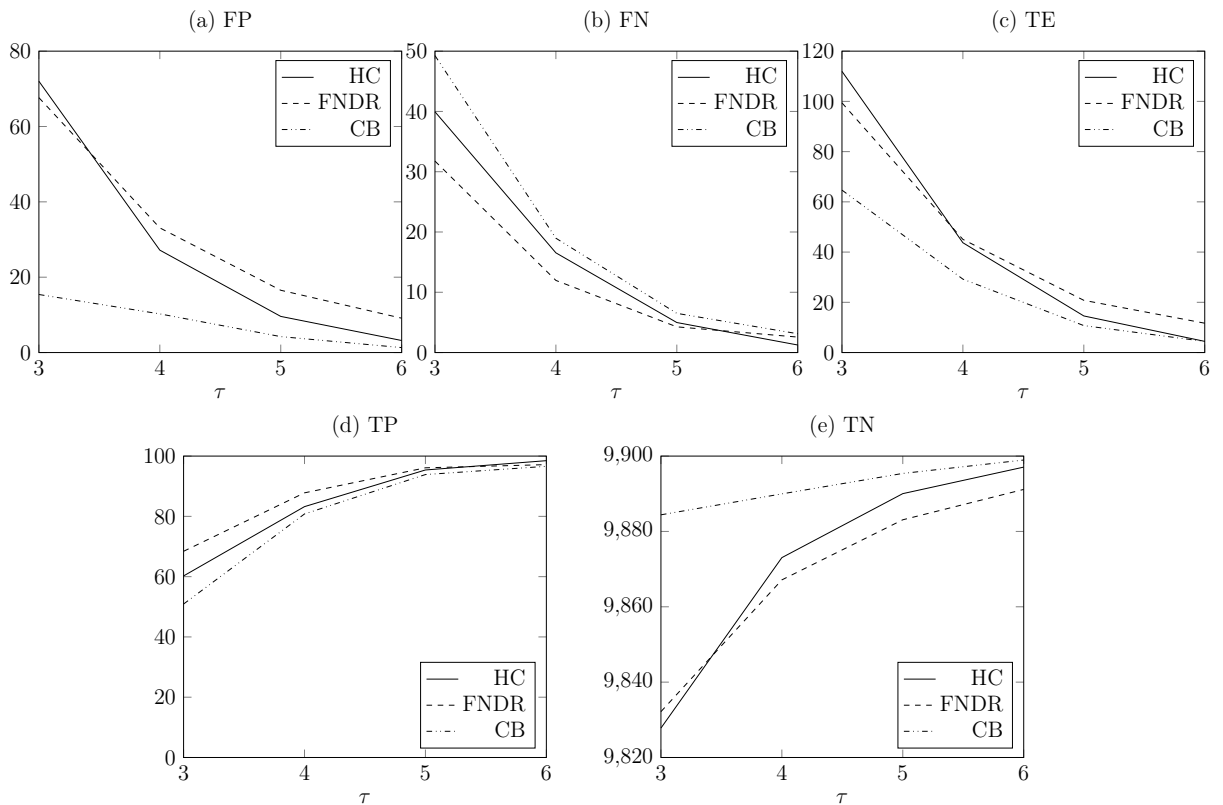 (a) FP
80
60
40
20
0
3 4 5 6
τ
HC
FNDR
CB
(b) FN
50
40
30
20
10
0
3 4 5 6
τ
HC
FNDR
CB
(c) TE
120
100
80
60
40
20
0
3 4 5 6
τ
HC
FNDR
CB
(d) TP
100
80
60
40
20
0
3 4 5 6
τ
HC
FNDR
CB
(e) TN
9,900
9,880
9,860
9,840
9,820
3 4 5 6
τ
HC
FNDR
CB